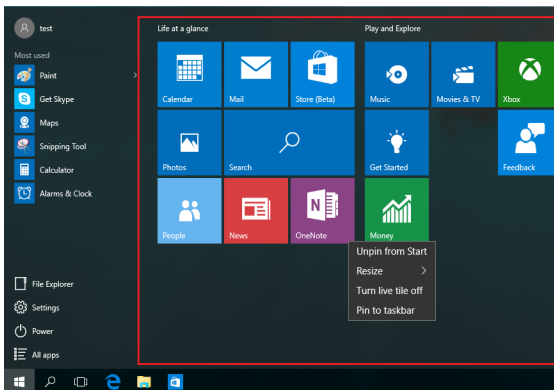 test
Most used
Paint
Get Skype
Maps
Snipping Tool
Calculator
Alarms & Clock
File Explorer
Settings
Power
All apps
Life at a glance
Calendar
Mail
Store (Beta)
Photos
Search
People
News
OneNote
Play and Explore
Music
Movies & TV
Xbox
Get Started
Feedback
Money
Unpin from Start
Resize
Turn live tile off
Pin to taskbar